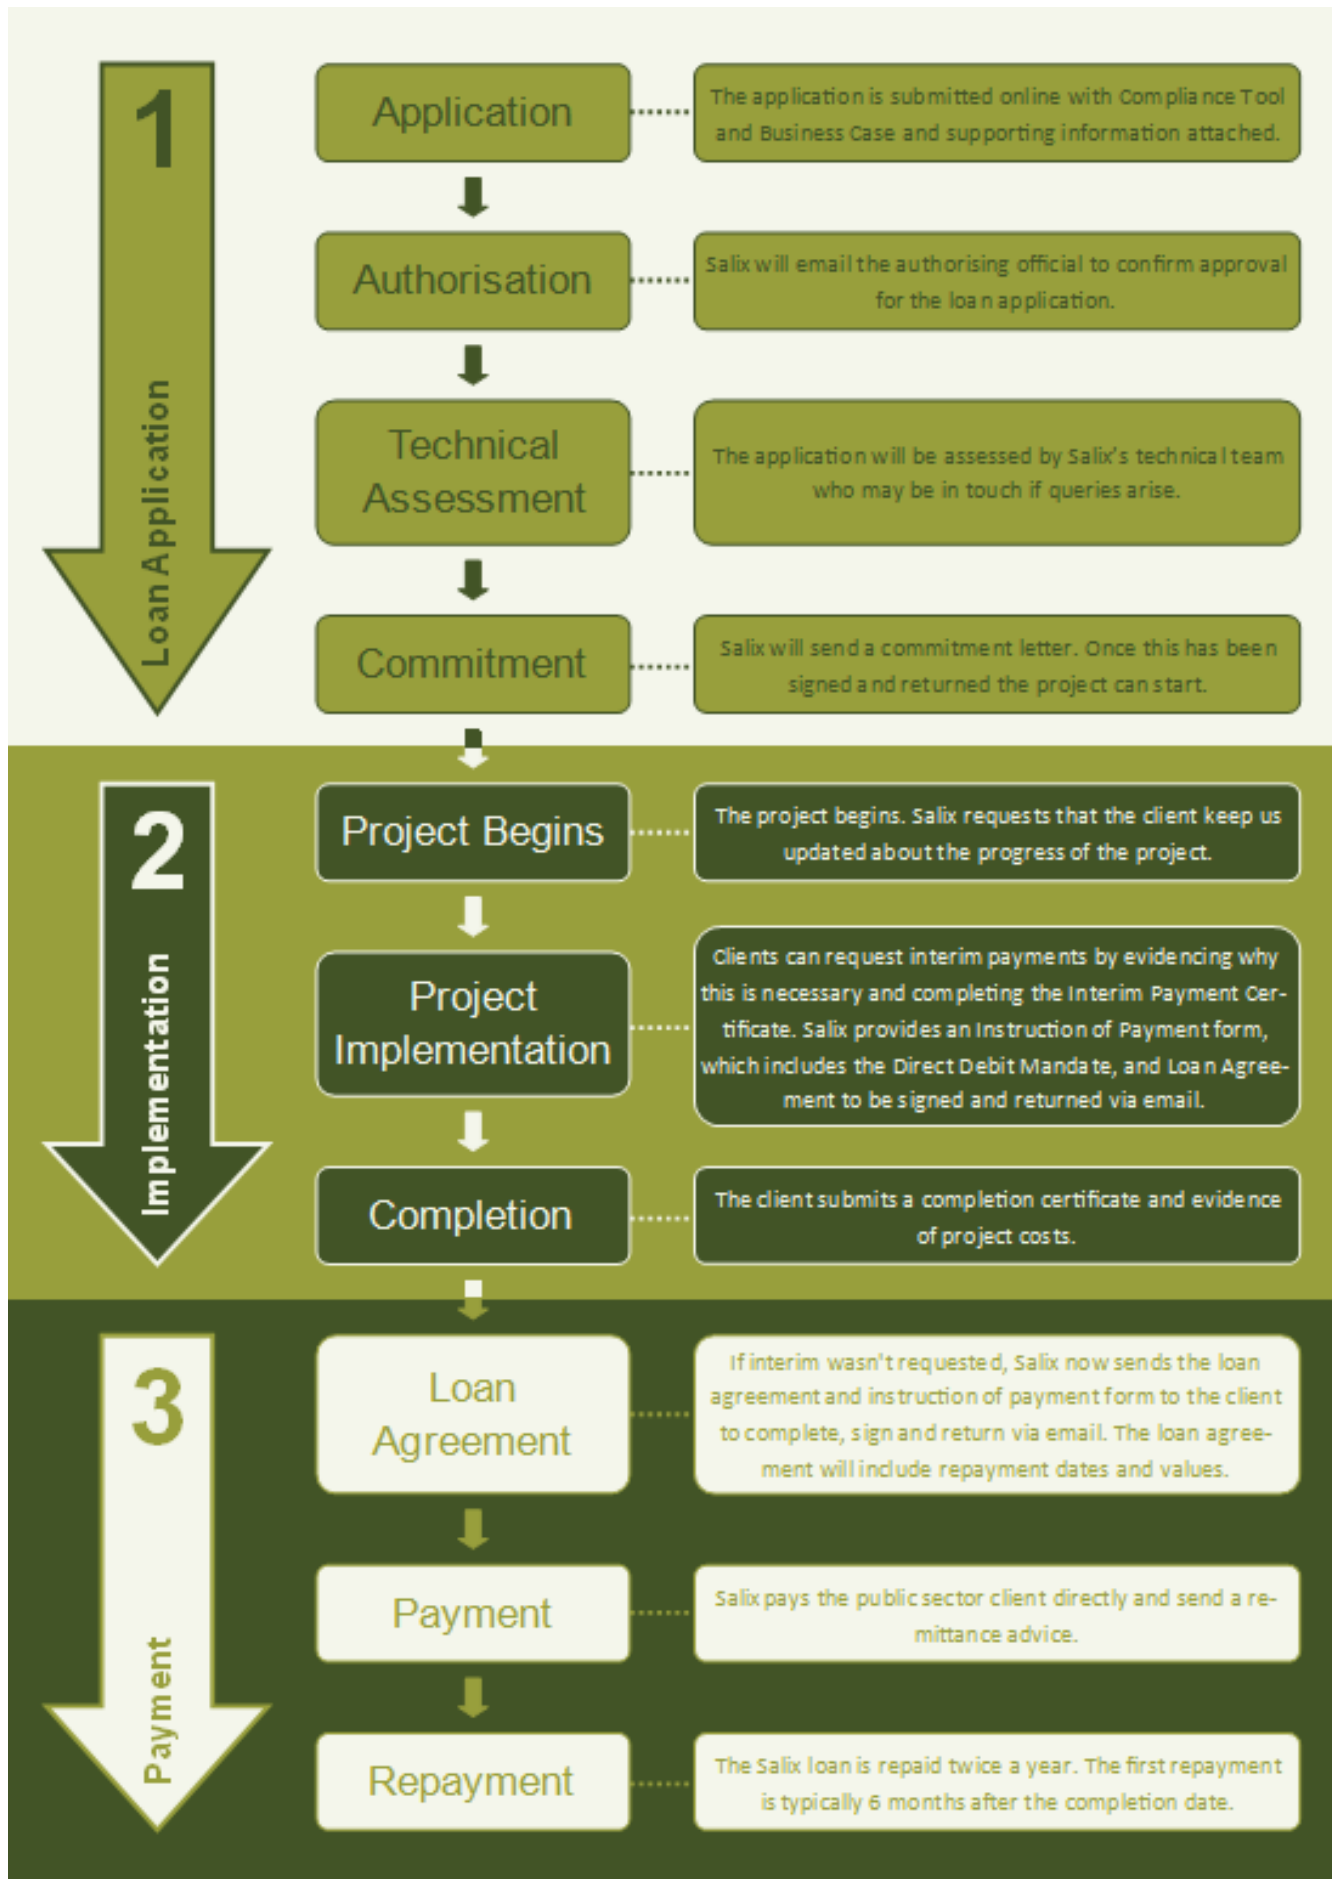 1
Loan Application
Application
The application is submitted online with Compliance Tool
and Business Case and supporting information attached.
Authorisation
Salix will email the authorising official to confirm approval
for the loan application.
Technical
Assessment
The application will be assessed by Salix's technical team
who may be in touch if queries arise.
Commitment
Salix will send a commitment letter. Once this has been
signed and returned the project can start.
2
Implementation
Project Begins
The project begins. Salix requests that the client keep us
updated about the progress of the project.
Project
Implementation
Clients can request interim payments by evidencing why
this is necessary and completing the Interim Payment Cer-
tificate. Salix provides an Instruction of Payment form,
which includes the Direct Debit Mandate, and Loan Agree-
ment to be signed and returned via email.
Completion
The client submits a completion certificate and evidence
of project costs.
3
Payment
Loan
Agreement
If interim wasn't requested, Salix now sends the loan
agreement and instruction of payment form to the client
to complete, sign and return via email. The loan agree-
ment will include repayment dates and values.
Payment
Salix pays the public sector client directly and send a re-
mittance advice.
Repayment
The Salix loan is repaid twice a year. The first repayment
is typically 6 months after the completion date.